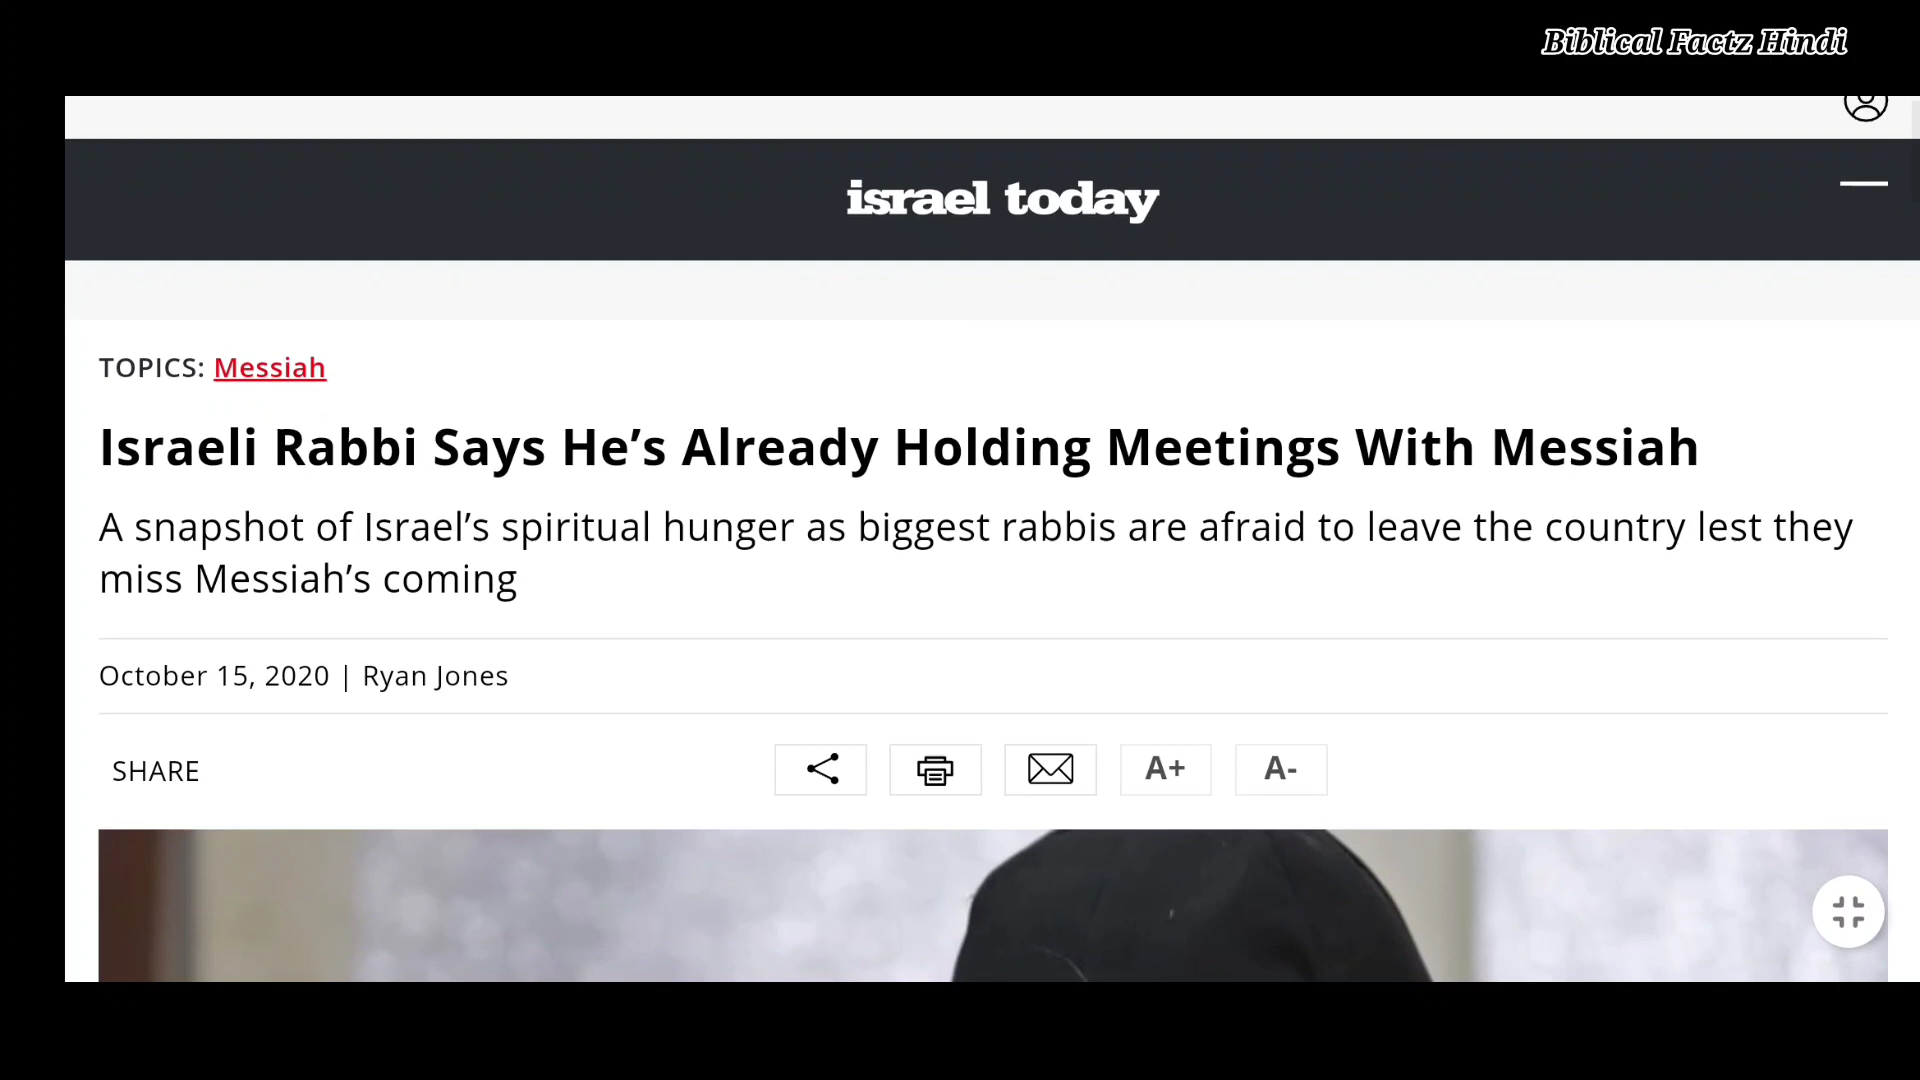 Biblical Factz Hindi
israel today
TOPICS: Messiah
Israeli Rabbi Says He’s Already Holding Meetings With Messiah
A snapshot of Israel’s spiritual hunger as biggest rabbis are afraid to leave the country lest they
miss Messiah’s coming
October 15, 2020 | Ryan Jones
SHARE
A+
A-